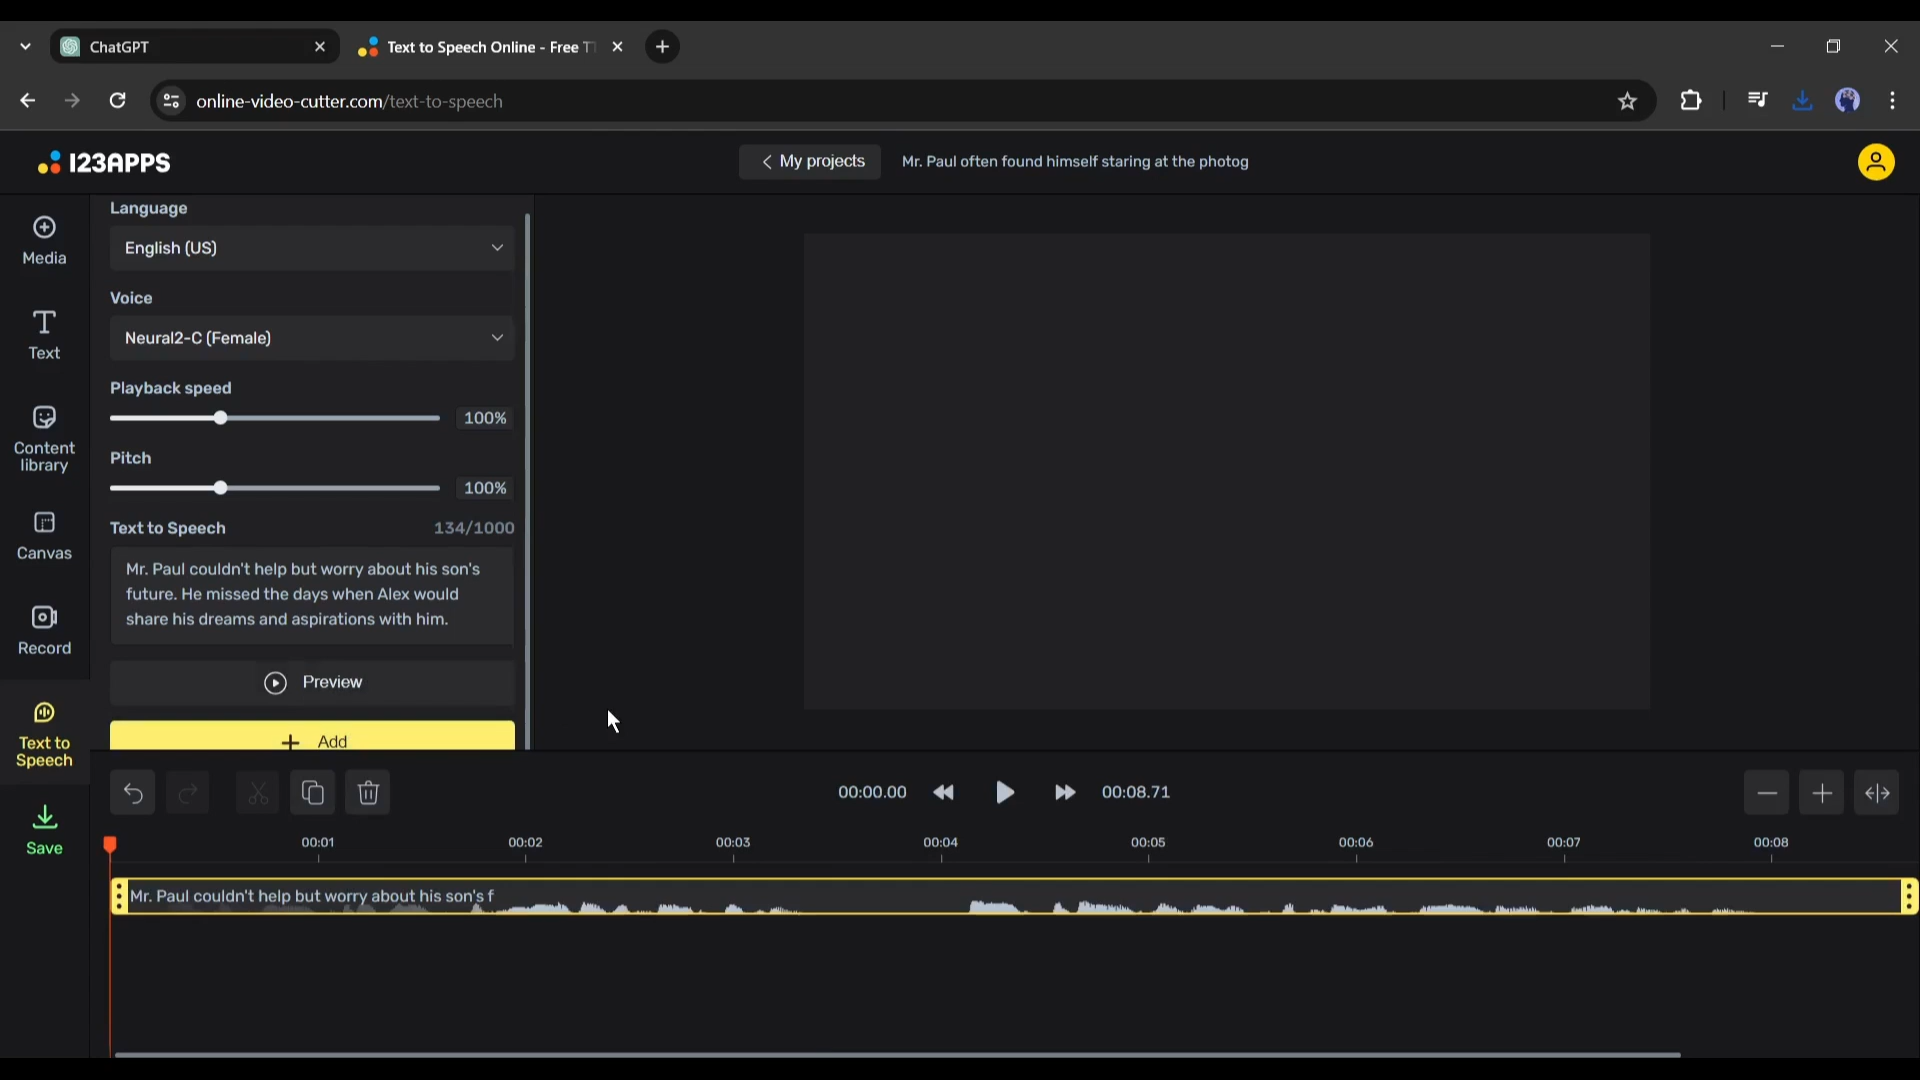 ChatGPT
Text to Speech Online - Free
online-video-cutter.com/text-to-speech
123APPS
My projects
Mr. Paul often found himself staring at the photog
Media
Text
Content
library
Canvas
Record
Text to
Speech
Save
Language
English (US)
Voice
Neural2-C (Female)
Playback speed
100%
Pitch
100%
Text to Speech 134/1000
Mr. Paul couldn't help but worry about his son's
future. He missed the days when Alex would
share his dreams and aspirations with him.
Preview
Add
00:00.00 00:08.71
00:01 00:02 00:03 00:04 00:05 00:06 00:07 00:08
Mr. Paul couldn't help but worry about his son's f